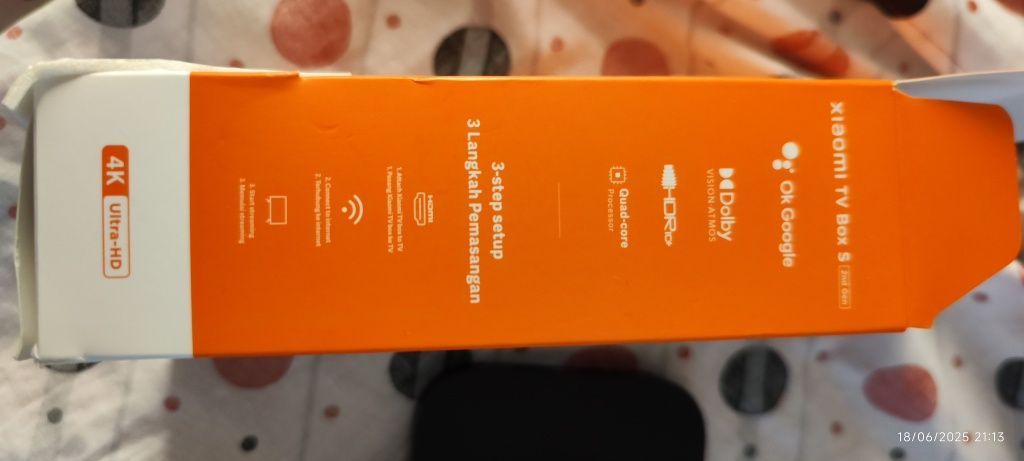 xiaomi TV Box S 2nd Gen
Ok Google
Dolby
VISION·ATMOS
HDR10+
Quad-core
Processor
3-step setup
3 Langkah Pemasangan
HDMI
1. Attach Xiaomi TV box to TV
1. Pasang Xiaomi TV box ke TV
2. Connect to internet
2. Terhubung ke internet
3. Start streaming
3. Memulai streaming
4K Ultra-HD
18/06/2025 21:13